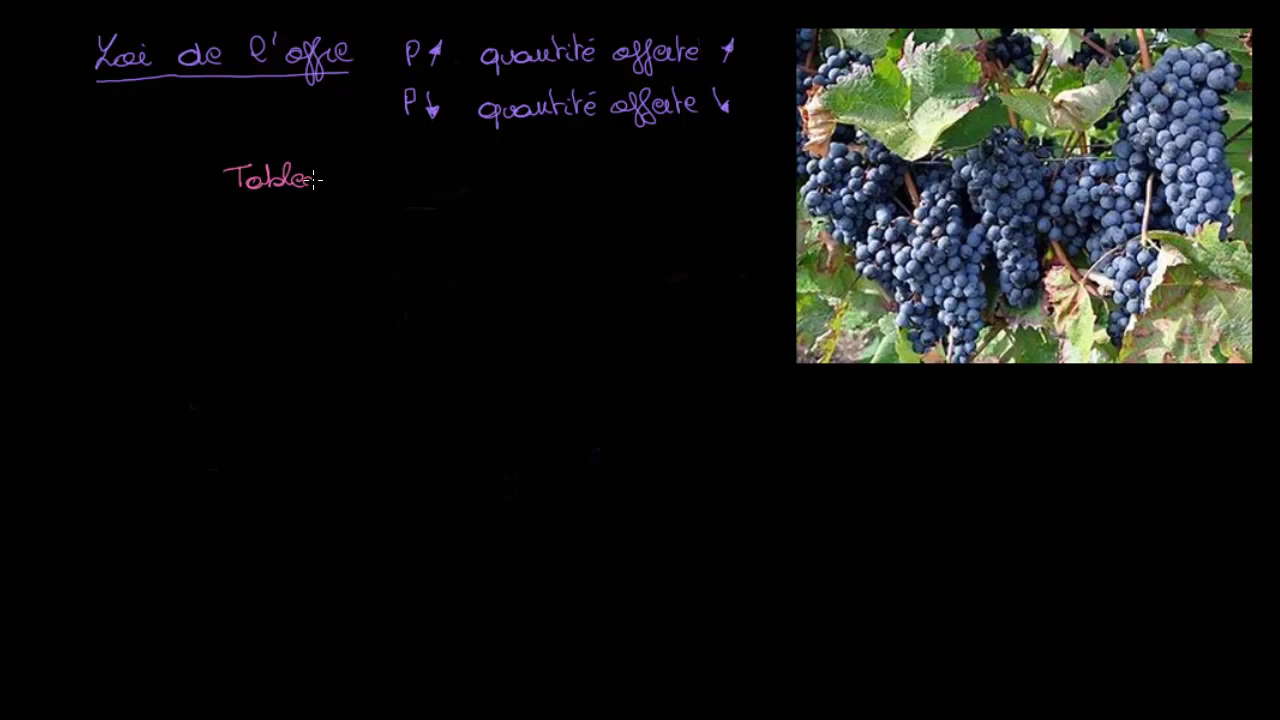 Loi de l'offre
P ↑ quantité offerte ↑
P ↓ quantité offerte ↓
Table